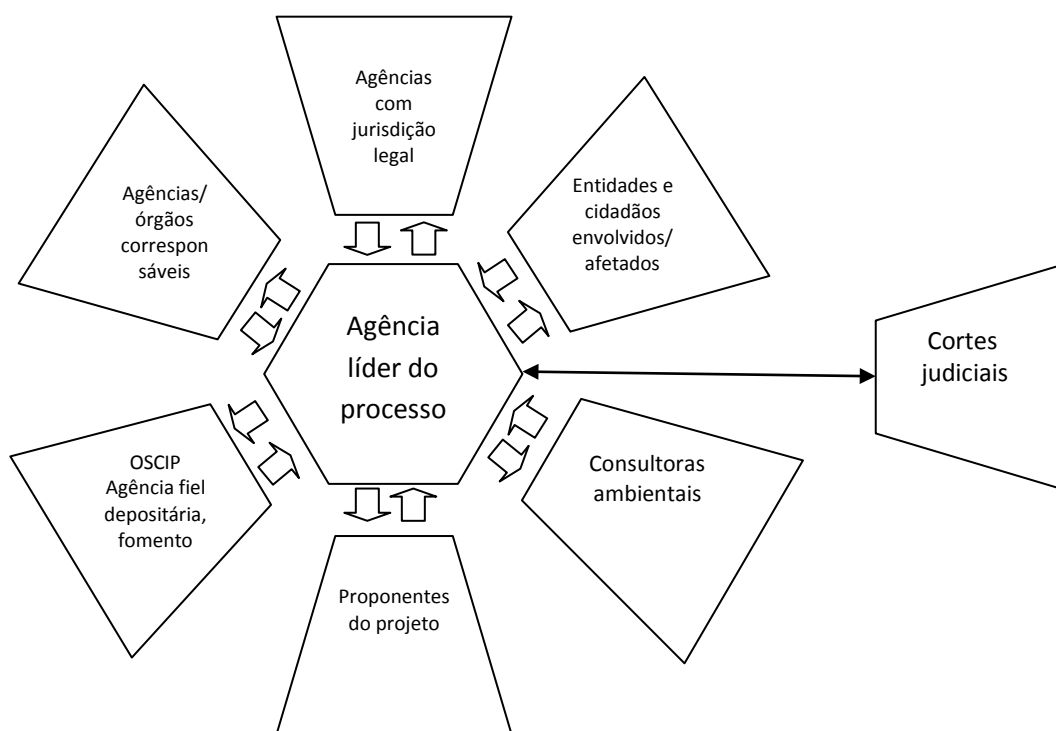 Agências
com
jurisdição
legal
Agências/
órgãos
correspon
sáveis
Entidades e
cidadãos
envolvidos/
afetados
Agência
líder do
processo
Cortes
judiciais
OSCIP
Agência fiel
depositária,
fomento
Consultoras
ambientais
Proponentes
do projeto